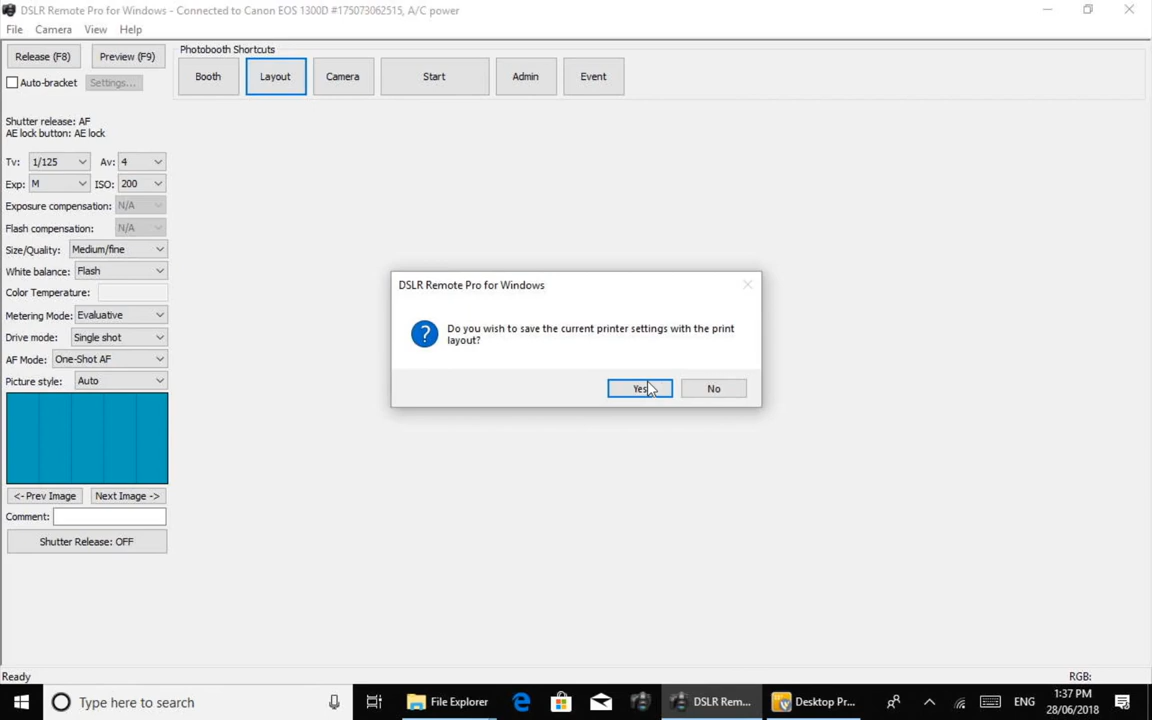 DSLR Remote Pro for Windows - Connected to Canon EOS 1300D #175073062515, A/C power
File Camera View Help
Release (F8) Preview (F9)
Auto-bracket Settings...
Photobooth Shortcuts
Booth Layout Camera Start Admin Event
Shutter release: AF
AE lock button: AE lock
Tv: 1/125 Av: 4
Exp: M ISO: 200
Exposure compensation: N/A
Flash compensation: N/A
Size/Quality: Medium/fine
White balance: Flash
Color Temperature:
Metering Mode: Evaluative
Drive mode: Single shot
AF Mode: One-Shot AF
Picture style: Auto
<- Prev Image Next Image ->
Comment:
Shutter Release: OFF
DSLR Remote Pro for Windows
Do you wish to save the current printer settings with the print
layout?
Yes No
Ready RGB:
Type here to search File Explorer DSLR Rem... Desktop Pr... ENG
1:37 PM
28/06/2018